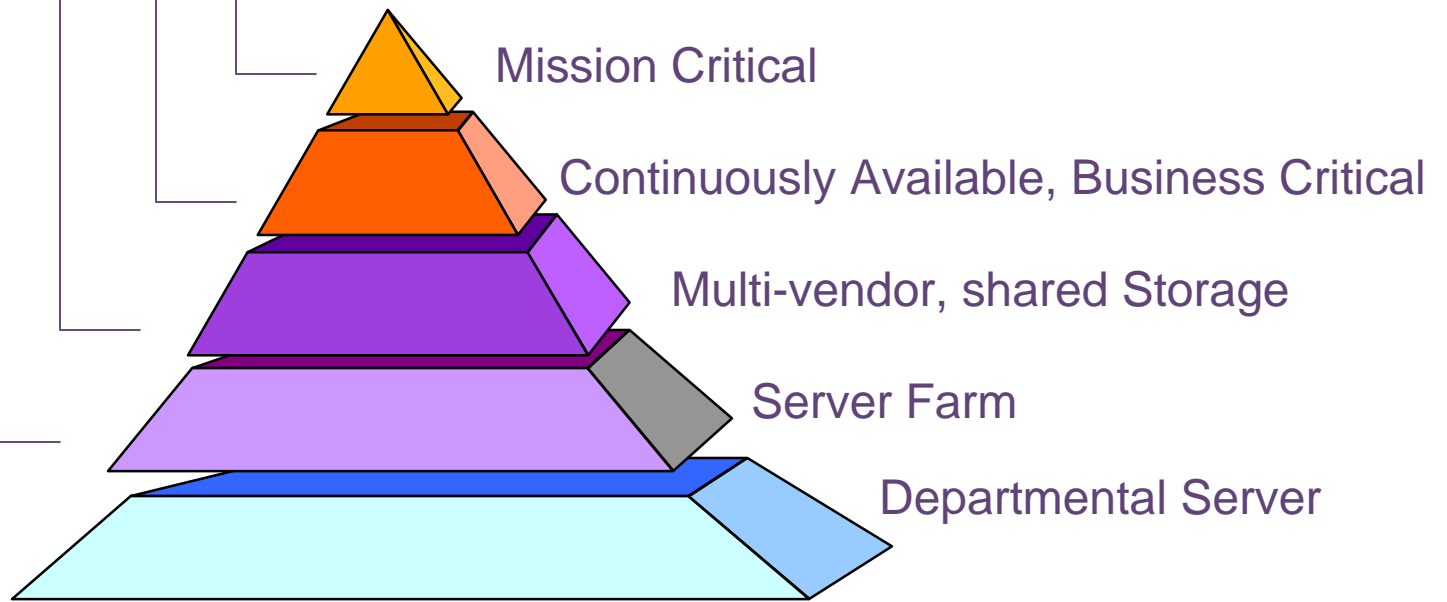 Mission Critical
Continuously Available, Business Critical
Multi-vendor, shared Storage
Server Farm
Departmental Server